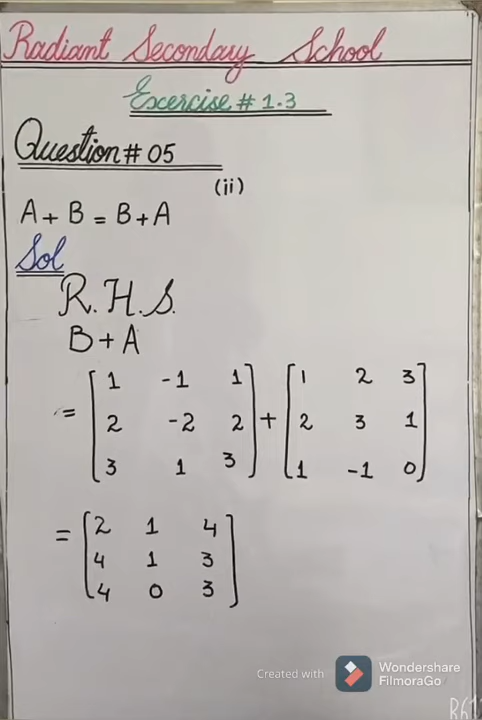 Radiant Secondary School
Excercise # 1.3
Question # 05
(ii)
A + B = B + A
Sol
R.H.S.
B + A
= [1 -1 1] + [1 2 3]
[2 -2 2] [2 3 1]
[3 1 3] [1 -1 0]
= [2 1 4]
[4 1 3]
[4 0 3]
Created with Wondershare
FilmoraGo